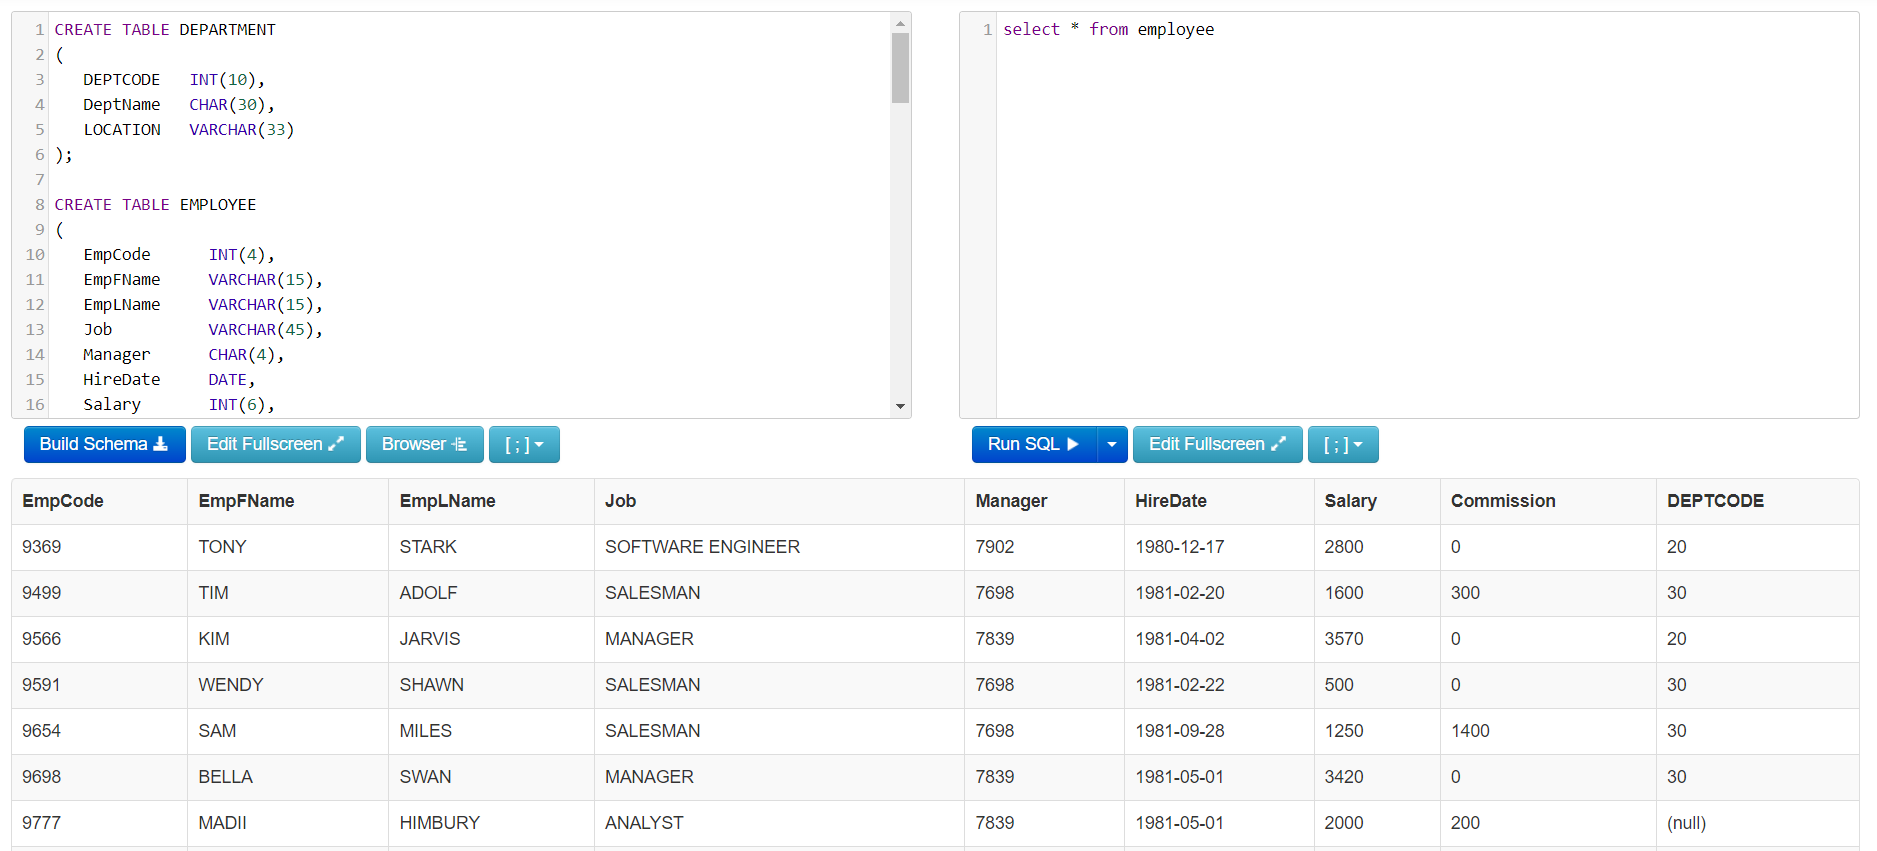 1 CREATE TABLE DEPARTMENT
2 (
3 DEPTCODE INT(10),
4 DeptName CHAR(30),
5 LOCATION VARCHAR(33)
6 );
7
8 CREATE TABLE EMPLOYEE
9 (
10 EmpCode INT(4),
11 EmpFName VARCHAR(15),
12 EmpLName VARCHAR(15),
13 Job VARCHAR(45),
14 Manager CHAR(4),
15 HireDate DATE,
16 Salary INT(6),
1 select * from employee
Build Schema Edit Fullscreen Browser [ ; ]
Run SQL Edit Fullscreen [ ; ]
EmpCode EmpFName EmpLName Job Manager HireDate Salary Commission DEPTCODE
9369 TONY STARK SOFTWARE ENGINEER 7902 1980-12-17 2800 0 20
9499 TIM ADOLF SALESMAN 7698 1981-02-20 1600 300 30
9566 KIM JARVIS MANAGER 7839 1981-04-02 3570 0 20
9591 WENDY SHAWN SALESMAN 7698 1981-02-22 500 0 30
9654 SAM MILES SALESMAN 7698 1981-09-28 1250 1400 30
9698 BELLA SWAN MANAGER 7839 1981-05-01 3420 0 30
9777 MADII HIMBURY ANALYST 7839 1981-05-01 2000 200 (null)